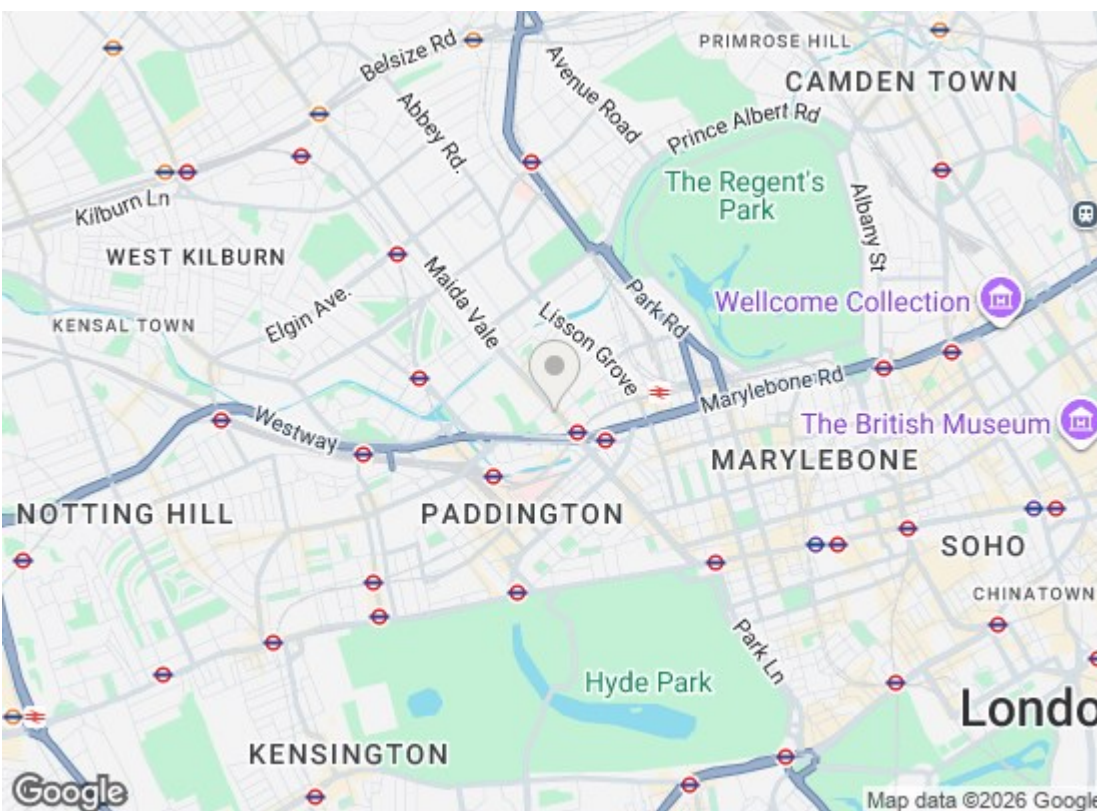 PRIMROSE HILL
Belsize Rd
Avenue Road
CAMDEN TOWN
Abbey Rd.
Prince Albert Rd
The Regent's
Park
Kilburn Ln
Albany St
WEST KILBURN
Maida Vale
Park Rd
Wellcome Collection
Elgin Ave.
Lisson Grove
KENSAL TOWN
Marylebone Rd
Westway
The British Museum
MARYLEBONE
NOTTING HILL
PADDINGTON
SOHO
CHINATOWN
Park Ln
Hyde Park
Londo
KENSINGTON
Google
Map data ©2026 Google